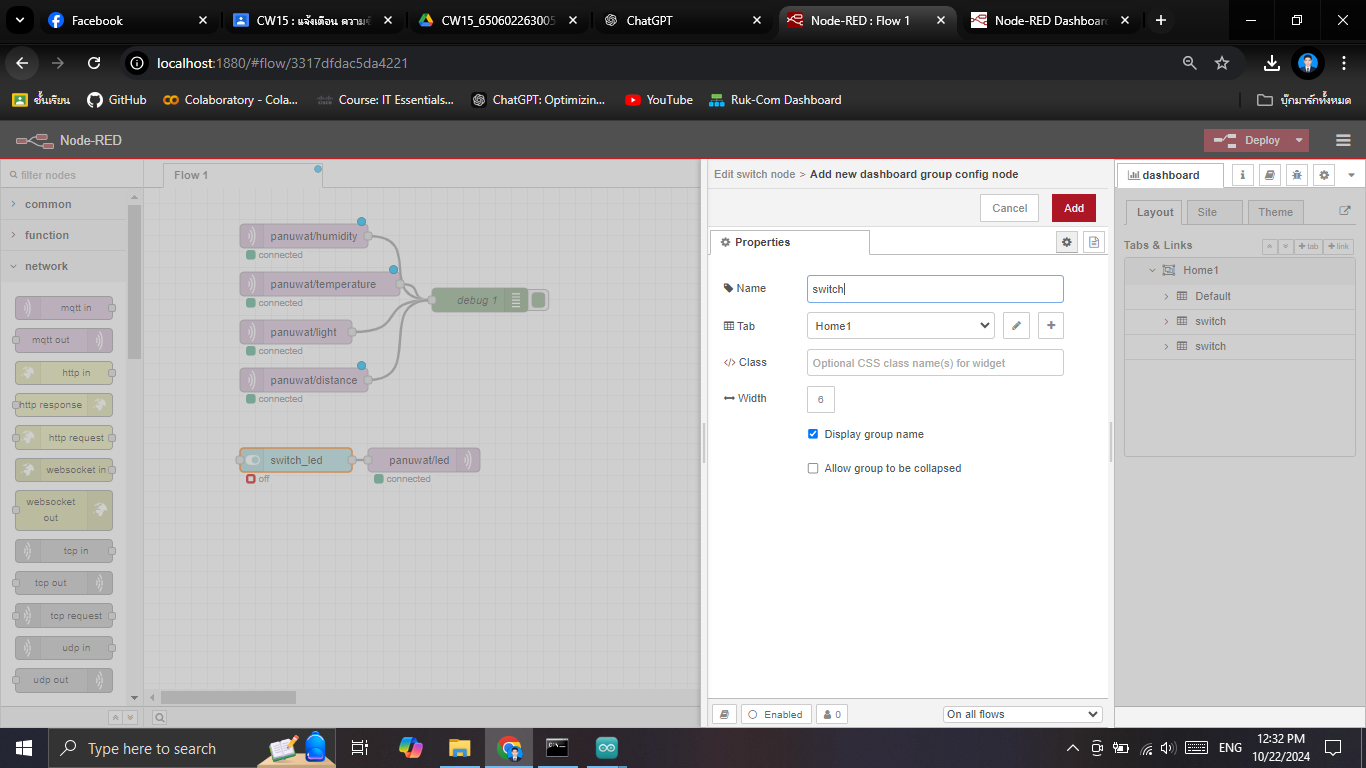 Facebook
CW15 : แจ้งเตือน ความช
CW15_650602263005
ChatGPT
Node-RED : Flow 1
Node-RED Dashboard
localhost:1880/#flow/3317dfdac5da4221
ชั้นเรียน
GitHub
Colaboratory - Cola...
Course: IT Essentials...
ChatGPT: Optimizin...
YouTube
Ruk-Com Dashboard
บุ๊กมาร์กทั้งหมด
Node-RED
Deploy
filter nodes
common
function
network
mqtt in
mqtt out
http in
http response
http request
websocket in
websocket
out
tcp in
tcp out
tcp request
udp in
udp out
Flow 1
panuwat/humidity
connected
panuwat/temperature
connected
panuwat/light
connected
panuwat/distance
connected
debug 1
switch_led
off
panuwat/led
connected
Edit switch node > Add new dashboard group config node
Cancel
Add
Properties
Name
switch
Tab
Home1
Class
Optional CSS class name(s) for widget
Width
6
Display group name
Allow group to be collapsed
Enabled
0
On all flows
dashboard
Layout
Site
Theme
Tabs & Links
tab
link
Home1
Default
switch
switch
Type here to search
ENG
12:32 PM
10/22/2024